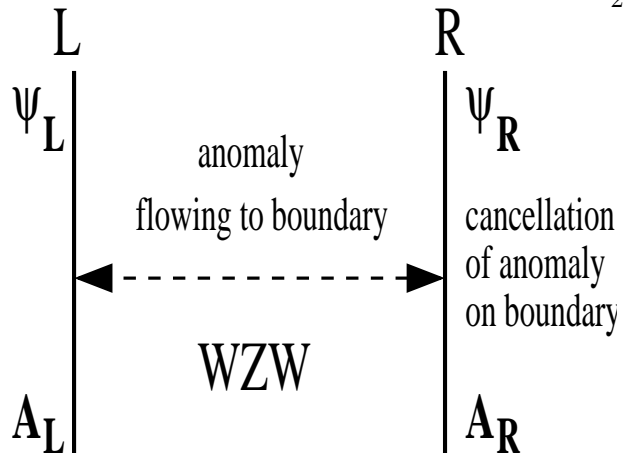 2
L R
ψL ψR
anomaly
flowing to boundary
cancellation
of anomaly
on boundary
WZW
AL AR